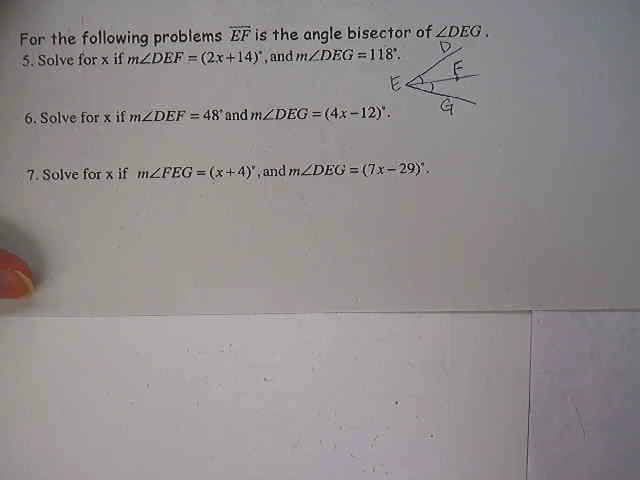 For the following problems EF is the angle bisector of ∠DEG.
5. Solve for x if m∠DEF = (2x+14)°, and m∠DEG = 118°.
D
F
E
G
6. Solve for x if m∠DEF = 48° and m∠DEG = (4x−12)°.
7. Solve for x if m∠FEG = (x+4)°, and m∠DEG = (7x−29)°.